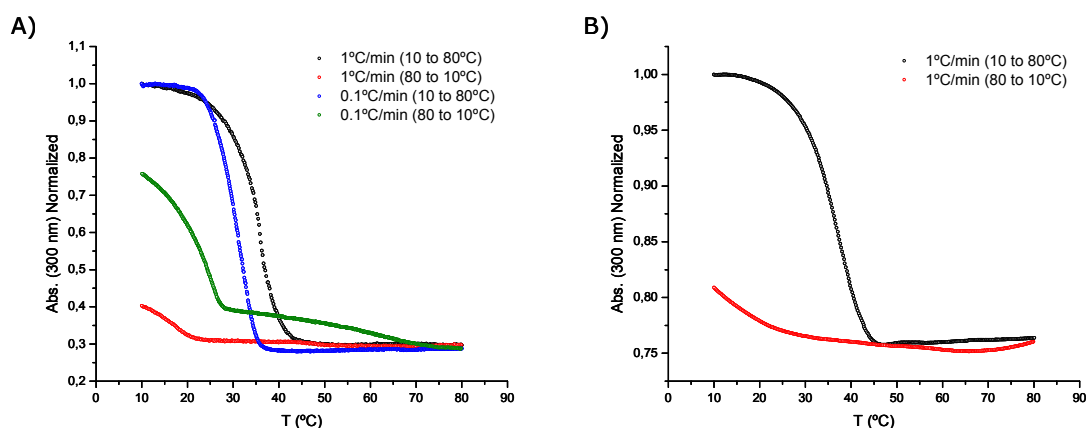 A)
1,1
1,0
0,9
0,8
0,7
0,6
0,5
0,4
0,3
0,2
Abs. (300 nm) Normalized
1ºC/min (10 to 80ºC)
1ºC/min (80 to 10ºC)
0.1ºC/min (10 to 80ºC)
0.1ºC/min (80 to 10ºC)
0 10 20 30 40 50 60 70 80 90
T (ºC)
B)
1,00
0,95
0,90
0,85
0,80
0,75
Abs. (300 nm) Normalized
1ºC/min (10 to 80ºC)
1ºC/min (80 to 10ºC)
0 10 20 30 40 50 60 70 80 90
T (ºC)